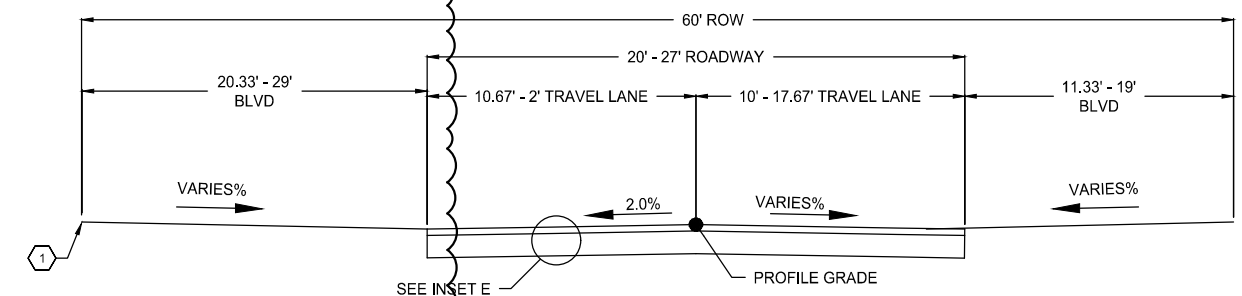 60' ROW
20' - 27' ROADWAY
20.33' - 29'
BLVD
10.67' - 2' TRAVEL LANE
10' - 17.67' TRAVEL LANE
11.33' - 19'
BLVD
VARIES%
2.0%
VARIES%
VARIES%
1
SEE INSET E
PROFILE GRADE